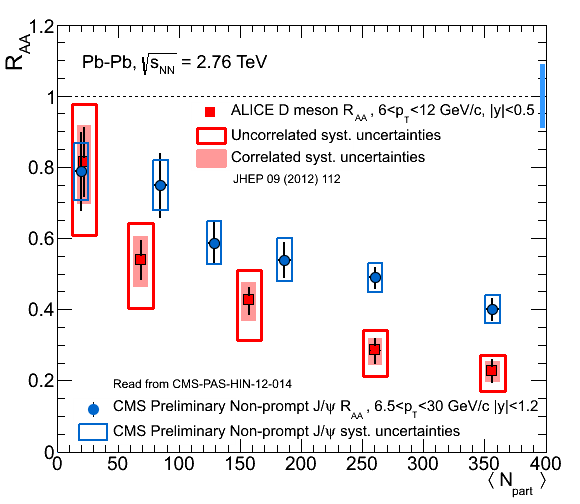 R_AA
1.2
1
0.8
0.6
0.4
0.2
0
Pb-Pb, √s_NN = 2.76 TeV
ALICE D meson R_AA , 6<p_T<12 GeV/c, |y|<0.5
Uncorrelated syst. uncertainties
Correlated syst. uncertainties
JHEP 09 (2012) 112
Read from CMS-PAS-HIN-12-014
CMS Preliminary Non-prompt J/ψ R_AA , 6.5<p_T<30 GeV/c |y|<1.2
CMS Preliminary Non-prompt J/ψ syst. uncertainties
0 50 100 150 200 250 300 350 400
⟨ N_part ⟩